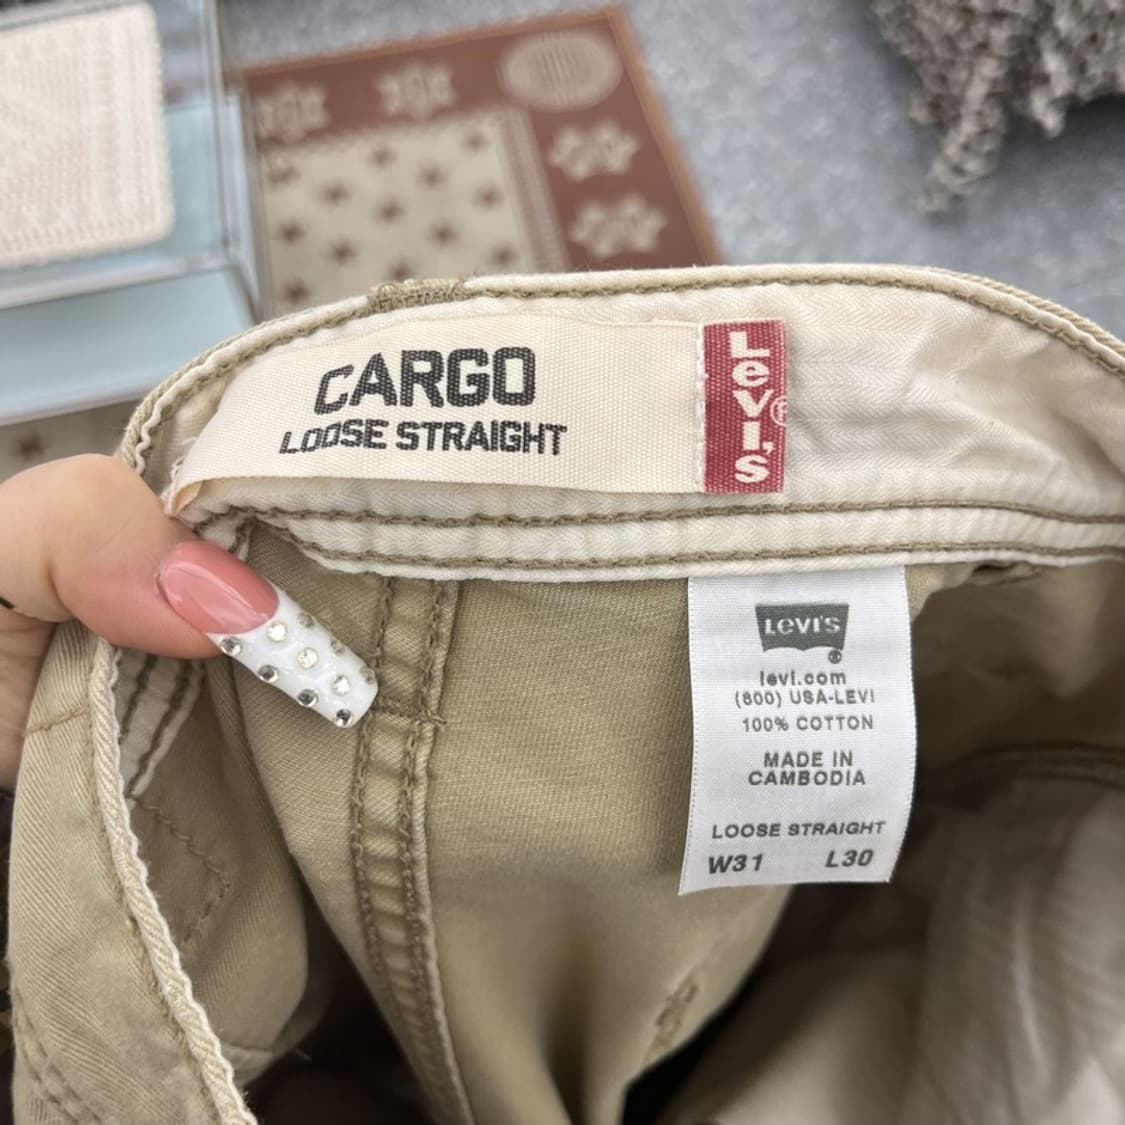 CARGO
LOOSE STRAIGHT
Levi's®
Levi's
levi.com
(800) USA-LEVI
100% COTTON
MADE IN
CAMBODIA
LOOSE STRAIGHT
W31 L30